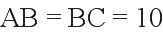 AB = BC = 10